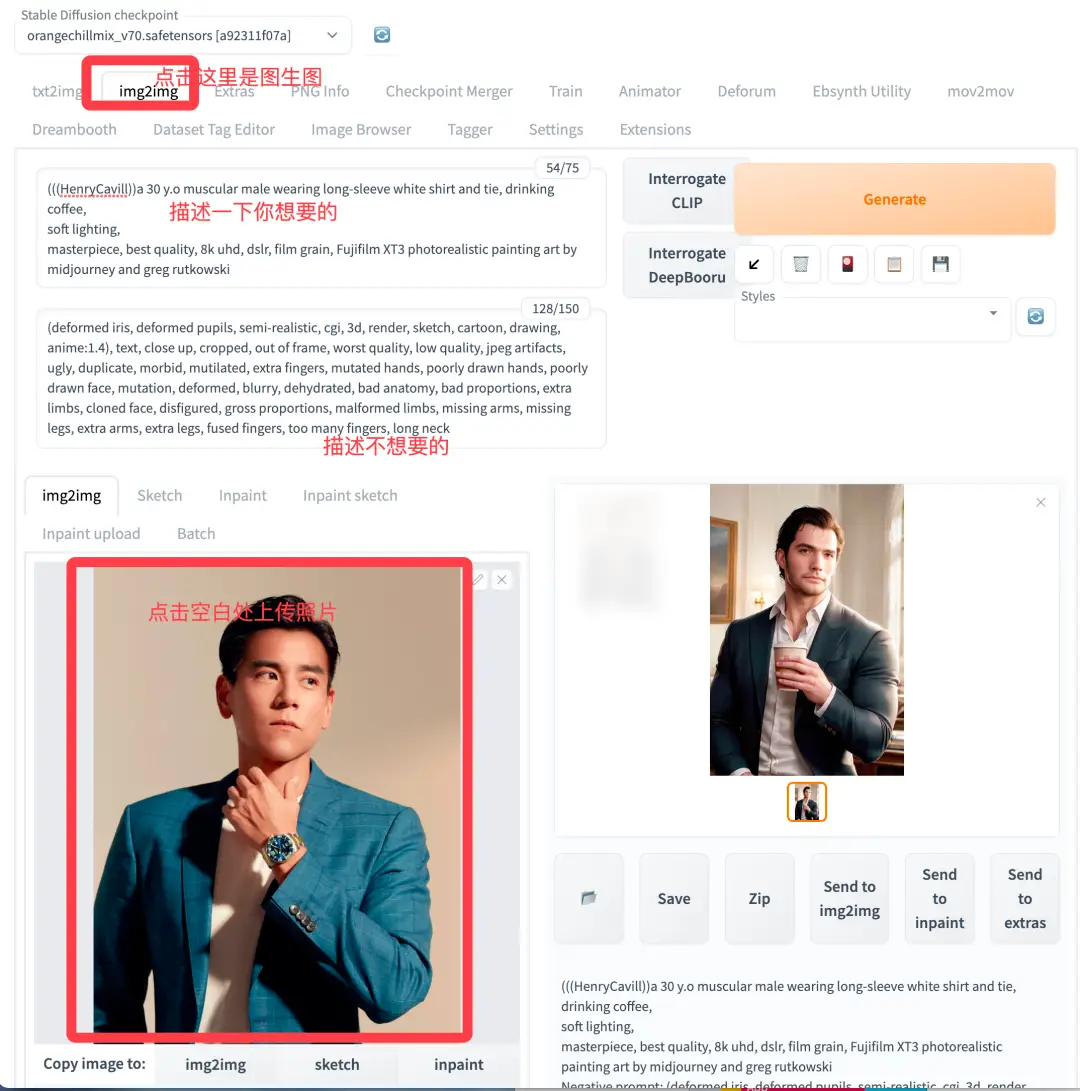 Stable Diffusion checkpoint
orangechillmix_v70.safetensors [a92311f07a]
点击这里是图生图
txt2img img2img Extras PNG Info Checkpoint Merger Train Animator Deforum Ebsynth Utility mov2mov
Dreambooth Dataset Tag Editor Image Browser Tagger Settings Extensions
54/75
(((HenryCavill))a 30 y.o muscular male wearing long-sleeve white shirt and tie, drinking
coffee,
描述一下你想要的
soft lighting,
masterpiece, best quality, 8k uhd, dslr, film grain, Fujifilm XT3 photorealistic painting art by
midjourney and greg rutkowski
Interrogate
CLIP
Generate
Interrogate
DeepBooru
Styles
128/150
(deformed iris, deformed pupils, semi-realistic, cgi, 3d, render, sketch, cartoon, drawing,
anime:1.4), text, close up, cropped, out of frame, worst quality, low quality, jpeg artifacts,
ugly, duplicate, morbid, mutilated, extra fingers, mutated hands, poorly drawn hands, poorly
drawn face, mutation, deformed, blurry, dehydrated, bad anatomy, bad proportions, extra
limbs, cloned face, disfigured, gross proportions, malformed limbs, missing arms, missing
legs, extra arms, extra legs, fused fingers, too many fingers, long neck
描述不想要的
img2img Sketch Inpaint Inpaint sketch
Inpaint upload Batch
点击空白处上传照片
Copy image to: img2img sketch inpaint
Save
Zip
Send to
img2img
Send
to
inpaint
Send
to
extras
(((HenryCavill))a 30 y.o muscular male wearing long-sleeve white shirt and tie,
drinking coffee,
soft lighting,
masterpiece, best quality, 8k uhd, dslr, film grain, Fujifilm XT3 photorealistic
painting art by midjourney and greg rutkowski
Negative prompt: (deformed iris, deformed pupils, semi-realistic, cgi, 3d, render